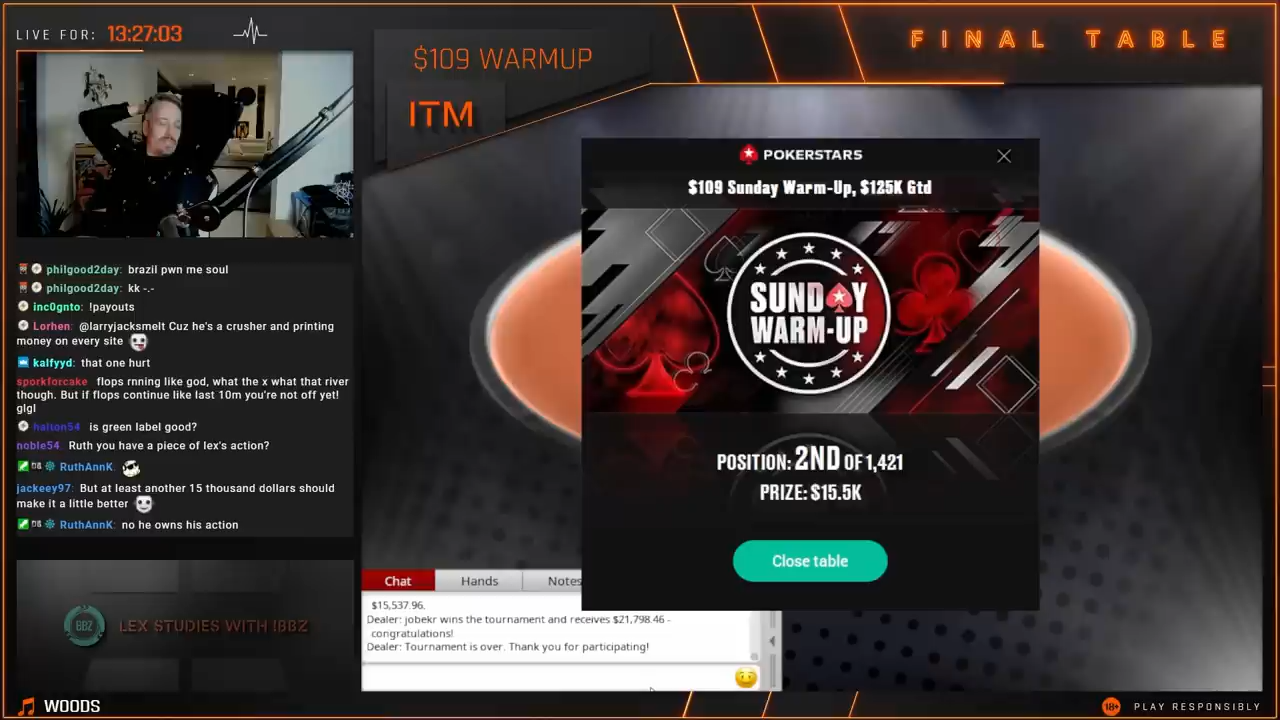 LIVE FOR: 13:27:03
$109 WARMUP
ITM
FINAL TABLE
philgood2day: brazil pwn me soul
philgood2day: kk -.-
inc0gnto: !payouts
Lorhen: @larryjacksmelt Cuz he's a crusher and printing
money on every site
kalfyyd: that one hurt
sporkforcake flops rnning like god, what the x what that river
though. But if flops continue like last 10m you're not off yet!
glgl
halton54 is green label good?
noble54: Ruth you have a piece of lex's action?
RuthAnnK:
jackeey97: But at least another 15 thousand dollars should
make it a little better
RuthAnnK: no he owns his action
BBZ
LEX STUDIES WITH !BBZ
WOODS
POKERSTARS
$109 Sunday Warm-Up, $125K Gtd
SUNDAY
WARM-UP
POSITION: 2ND OF 1,421
PRIZE: $15.5K
Close table
Chat Hands Notes
$15,537.96.
Dealer: jobekr wins the tournament and receives $21,798.46 -
congratulations!
Dealer: Tournament is over. Thank you for participating!
18+ PLAY RESPONSIBLY